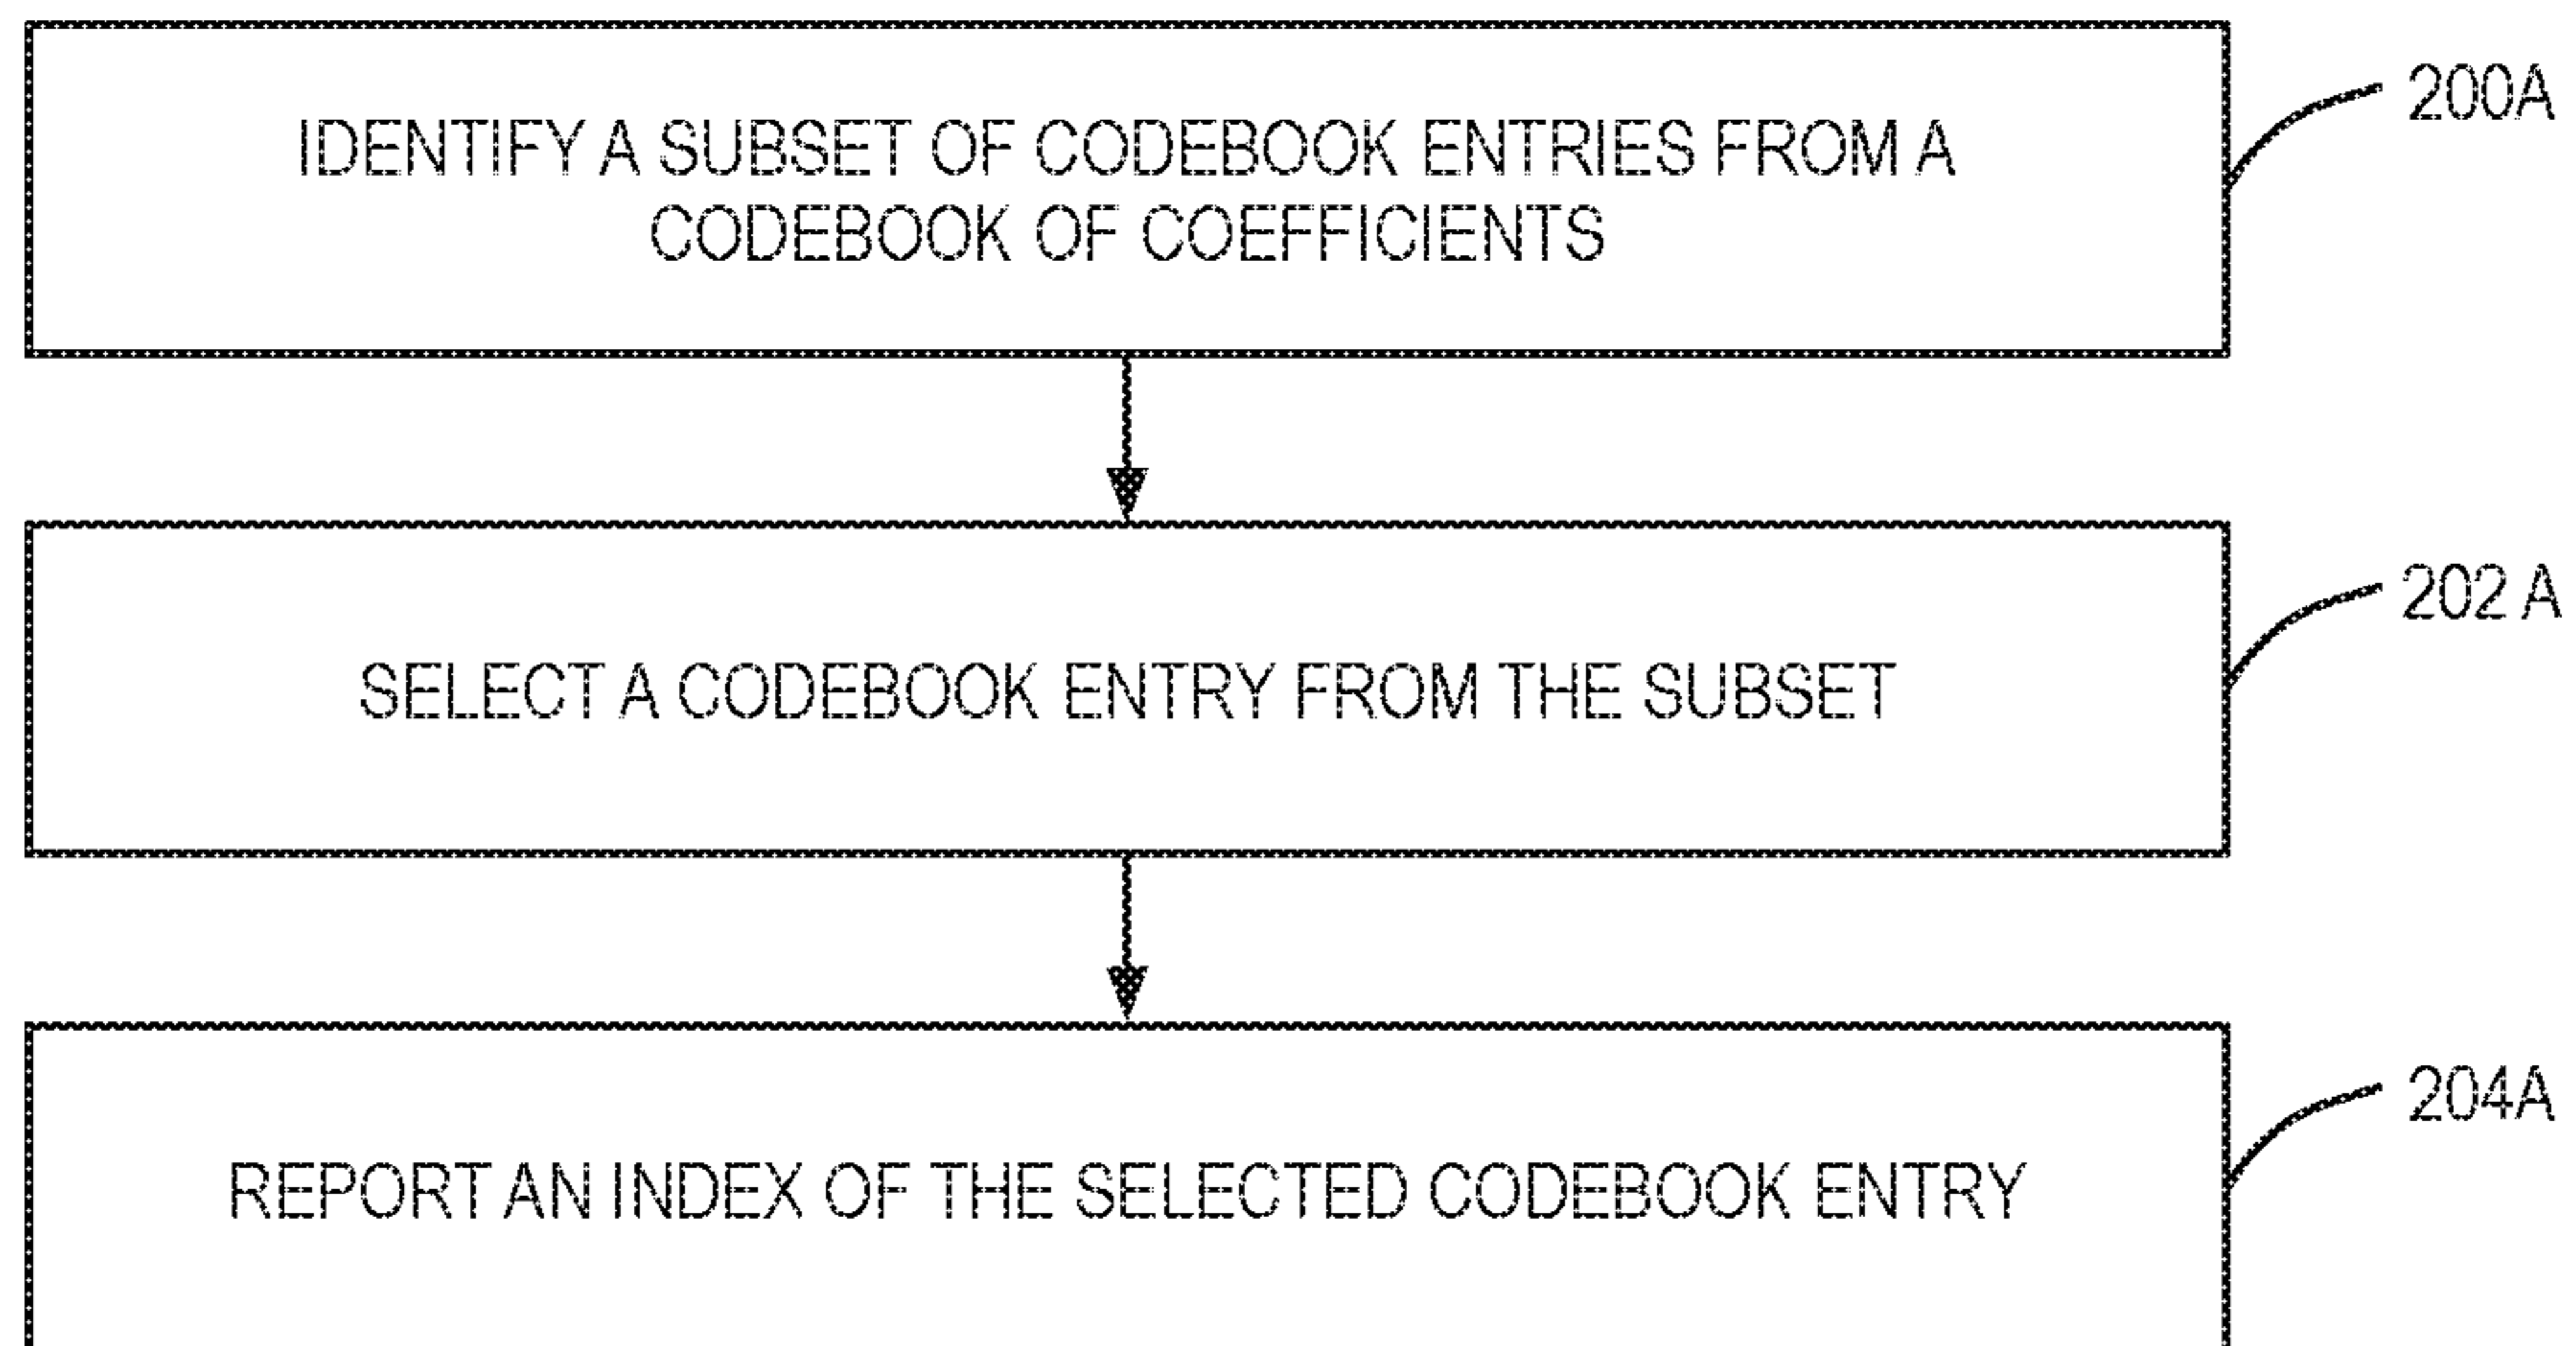 200A
IDENTIFY A SUBSET OF CODEBOOK ENTRIES FROM A
CODEBOOK OF COEFFICIENTS
202 A
SELECT A CODEBOOK ENTRY FROM THE SUBSET
204A
REPORT AN INDEX OF THE SELECTED CODEBOOK ENTRY